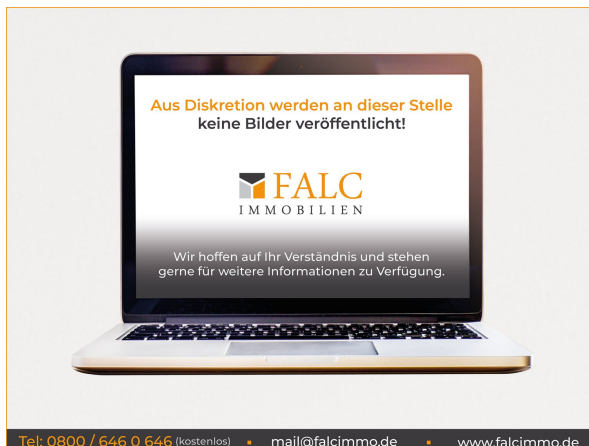 Aus Diskretion werden an dieser Stelle
keine Bilder veröffentlicht!
FALC
IMMOBILIEN
Wir hoffen auf Ihr Verständnis und stehen
gerne für weitere Informationen zu Verfügung.
Tel: 0800 / 646 0 646 (kostenlos) ▪ mail@falcimmo.de ▪ www.falcimmo.de